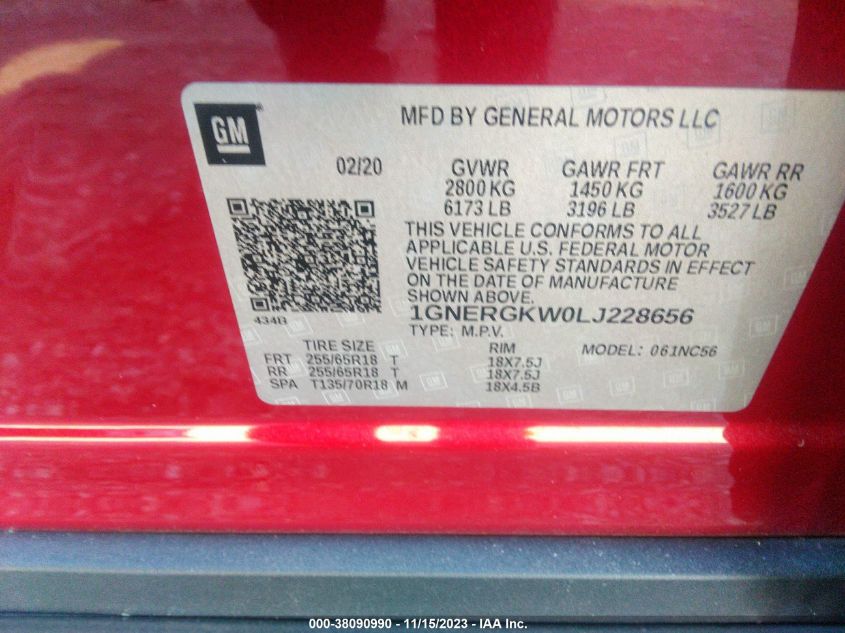 GM
MFD BY GENERAL MOTORS LLC
02/20 GVWR GAWR FRT GAWR RR
2800 KG 1450 KG 1600 KG
6173 LB 3196 LB 3527 LB
THIS VEHICLE CONFORMS TO ALL
APPLICABLE U.S. FEDERAL MOTOR
VEHICLE SAFETY STANDARDS IN EFFECT
ON THE DATE OF MANUFACTURE
SHOWN ABOVE.
434B
1GNERGKW0LJ228656
TYPE: M.P.V.
TIRE SIZE RIM MODEL: 061NC56
FRT 255/65R18 T 18X7.5J
RR 255/65R18 T 18X7.5J
SPA T135/70R18 M 18X4.5B
000-38090990 - 11/15/2023 - IAA Inc.